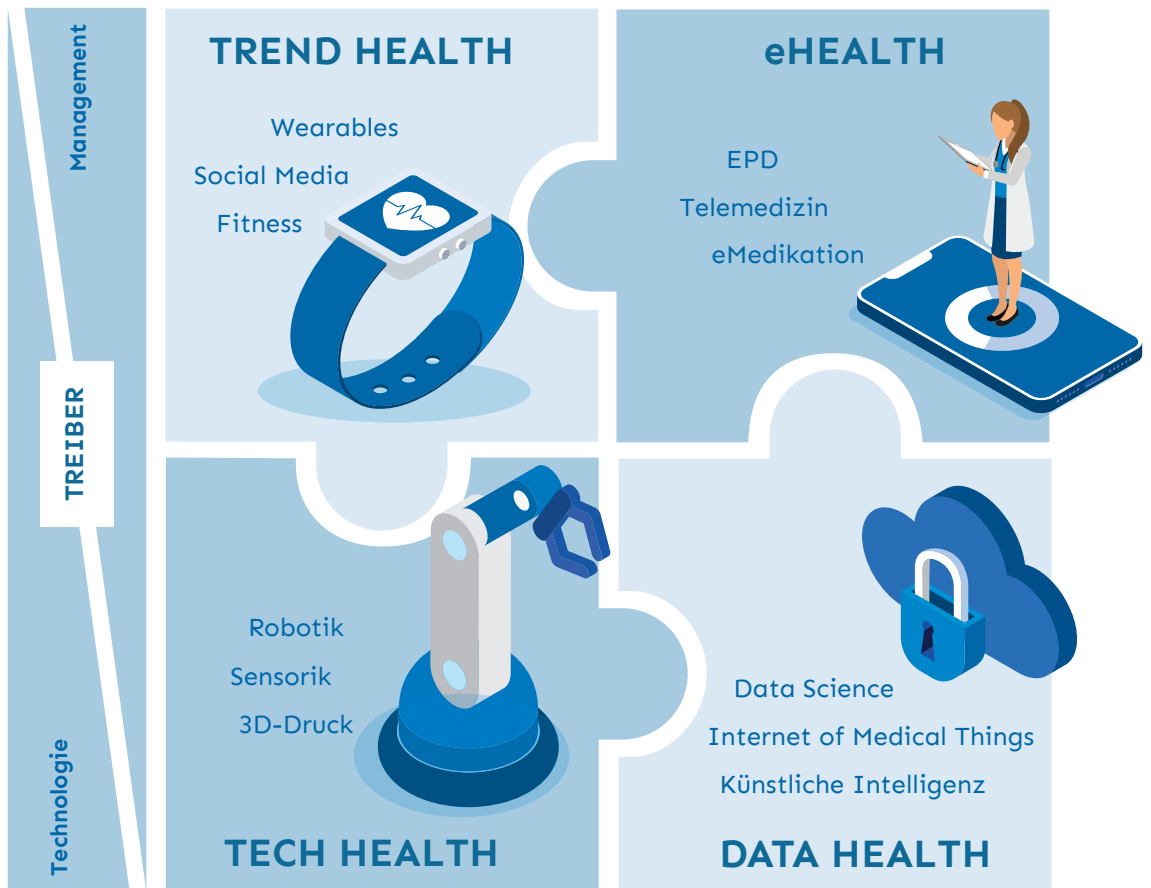 Management
TREIBER
Technologie
TREND HEALTH
Wearables
Social Media
Fitness
eHEALTH
EPD
Telemedizin
eMedikation
Robotik
Sensorik
3D-Druck
TECH HEALTH
Data Science
Internet of Medical Things
Künstliche Intelligenz
DATA HEALTH